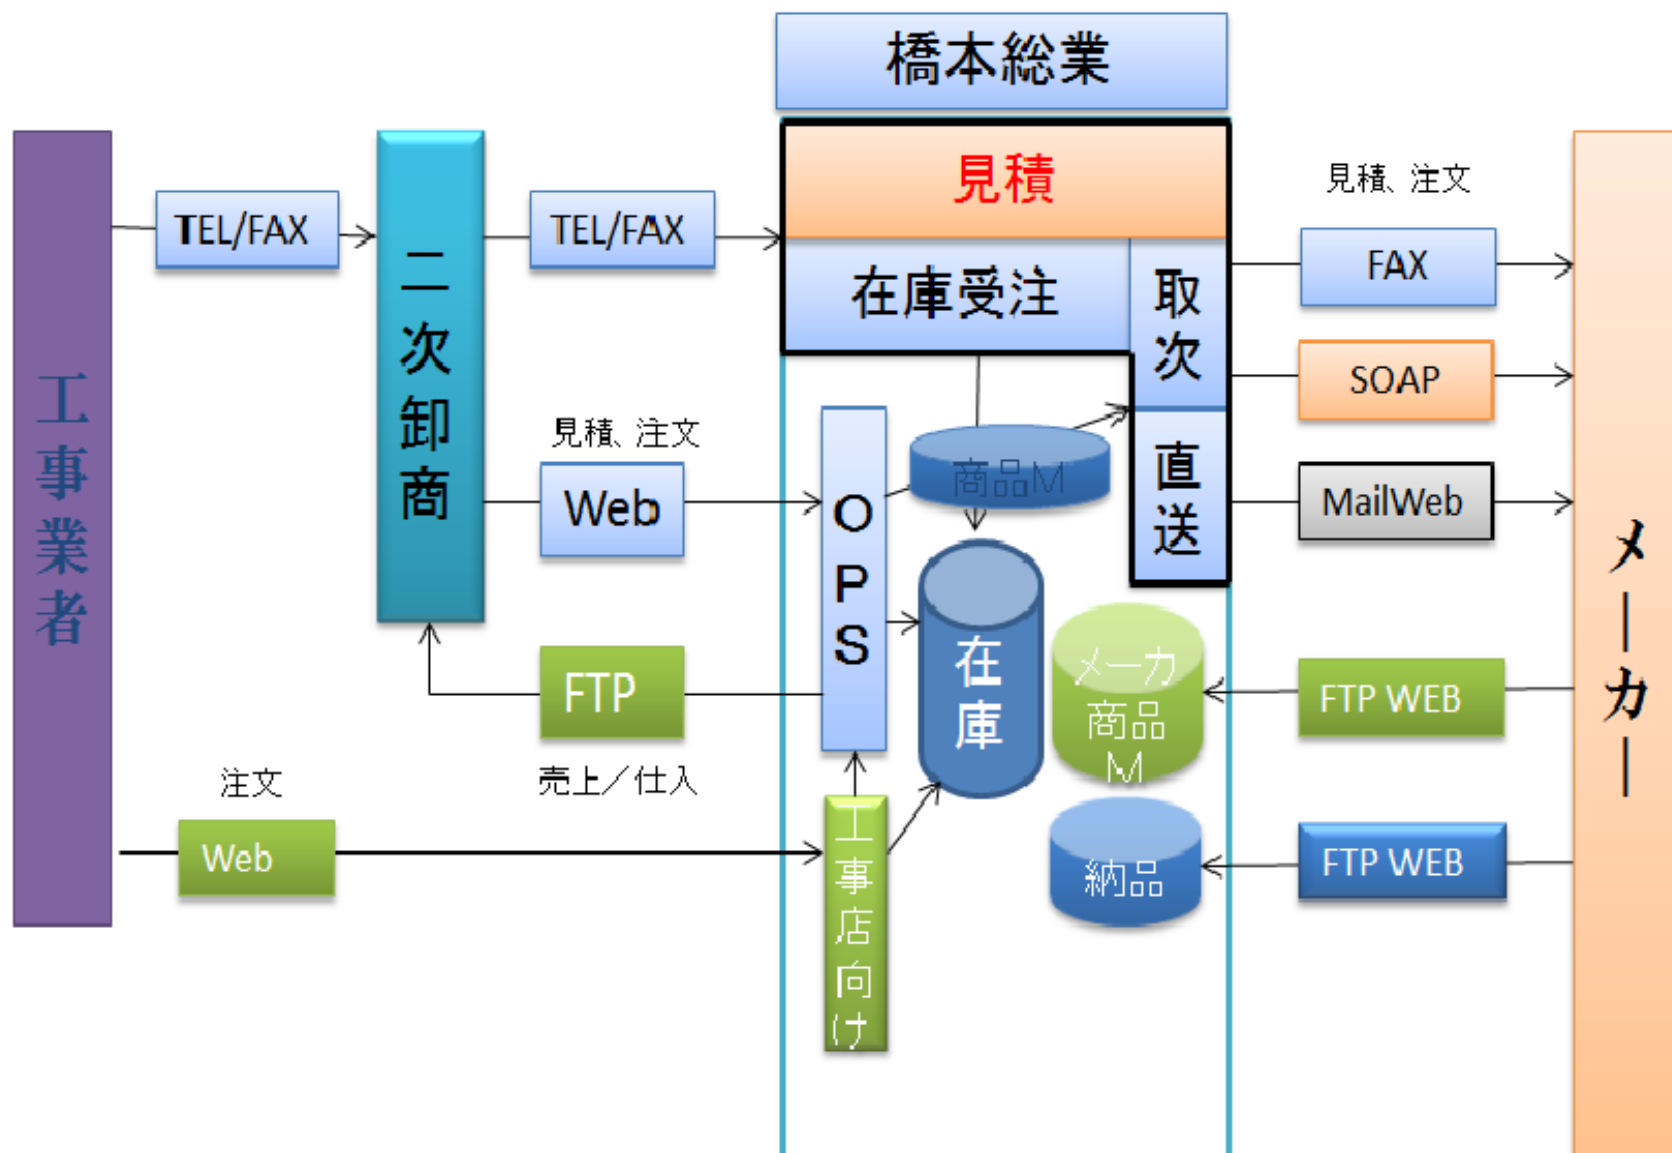 橋本総業
工事業者
TEL/FAX
二次卸商
TEL/FAX
見積
在庫受注
取次
直送
見積、注文
FAX
SOAP
MailWeb
メーカー
見積、注文
Web
OPS
商品M
在庫
FTP
売上／仕入
メーカ
商品
M
FTP WEB
注文
Web
工事店向け
納品
FTP WEB